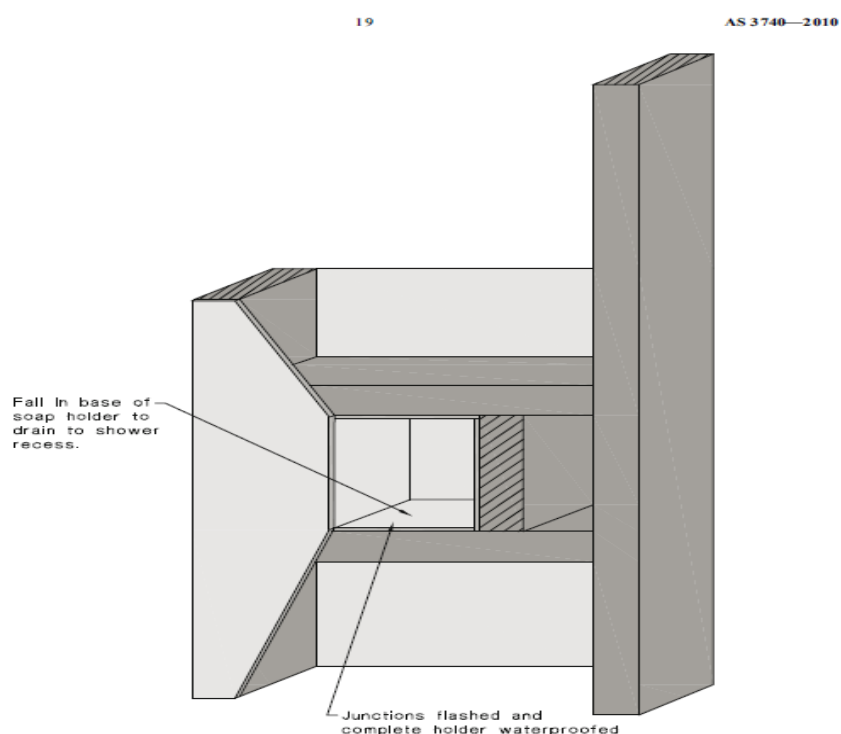 19
AS 3740—2010
Fall In base of
soap holder to
drain to shower
recess.
Junctions flashed and
complete holder waterproofed